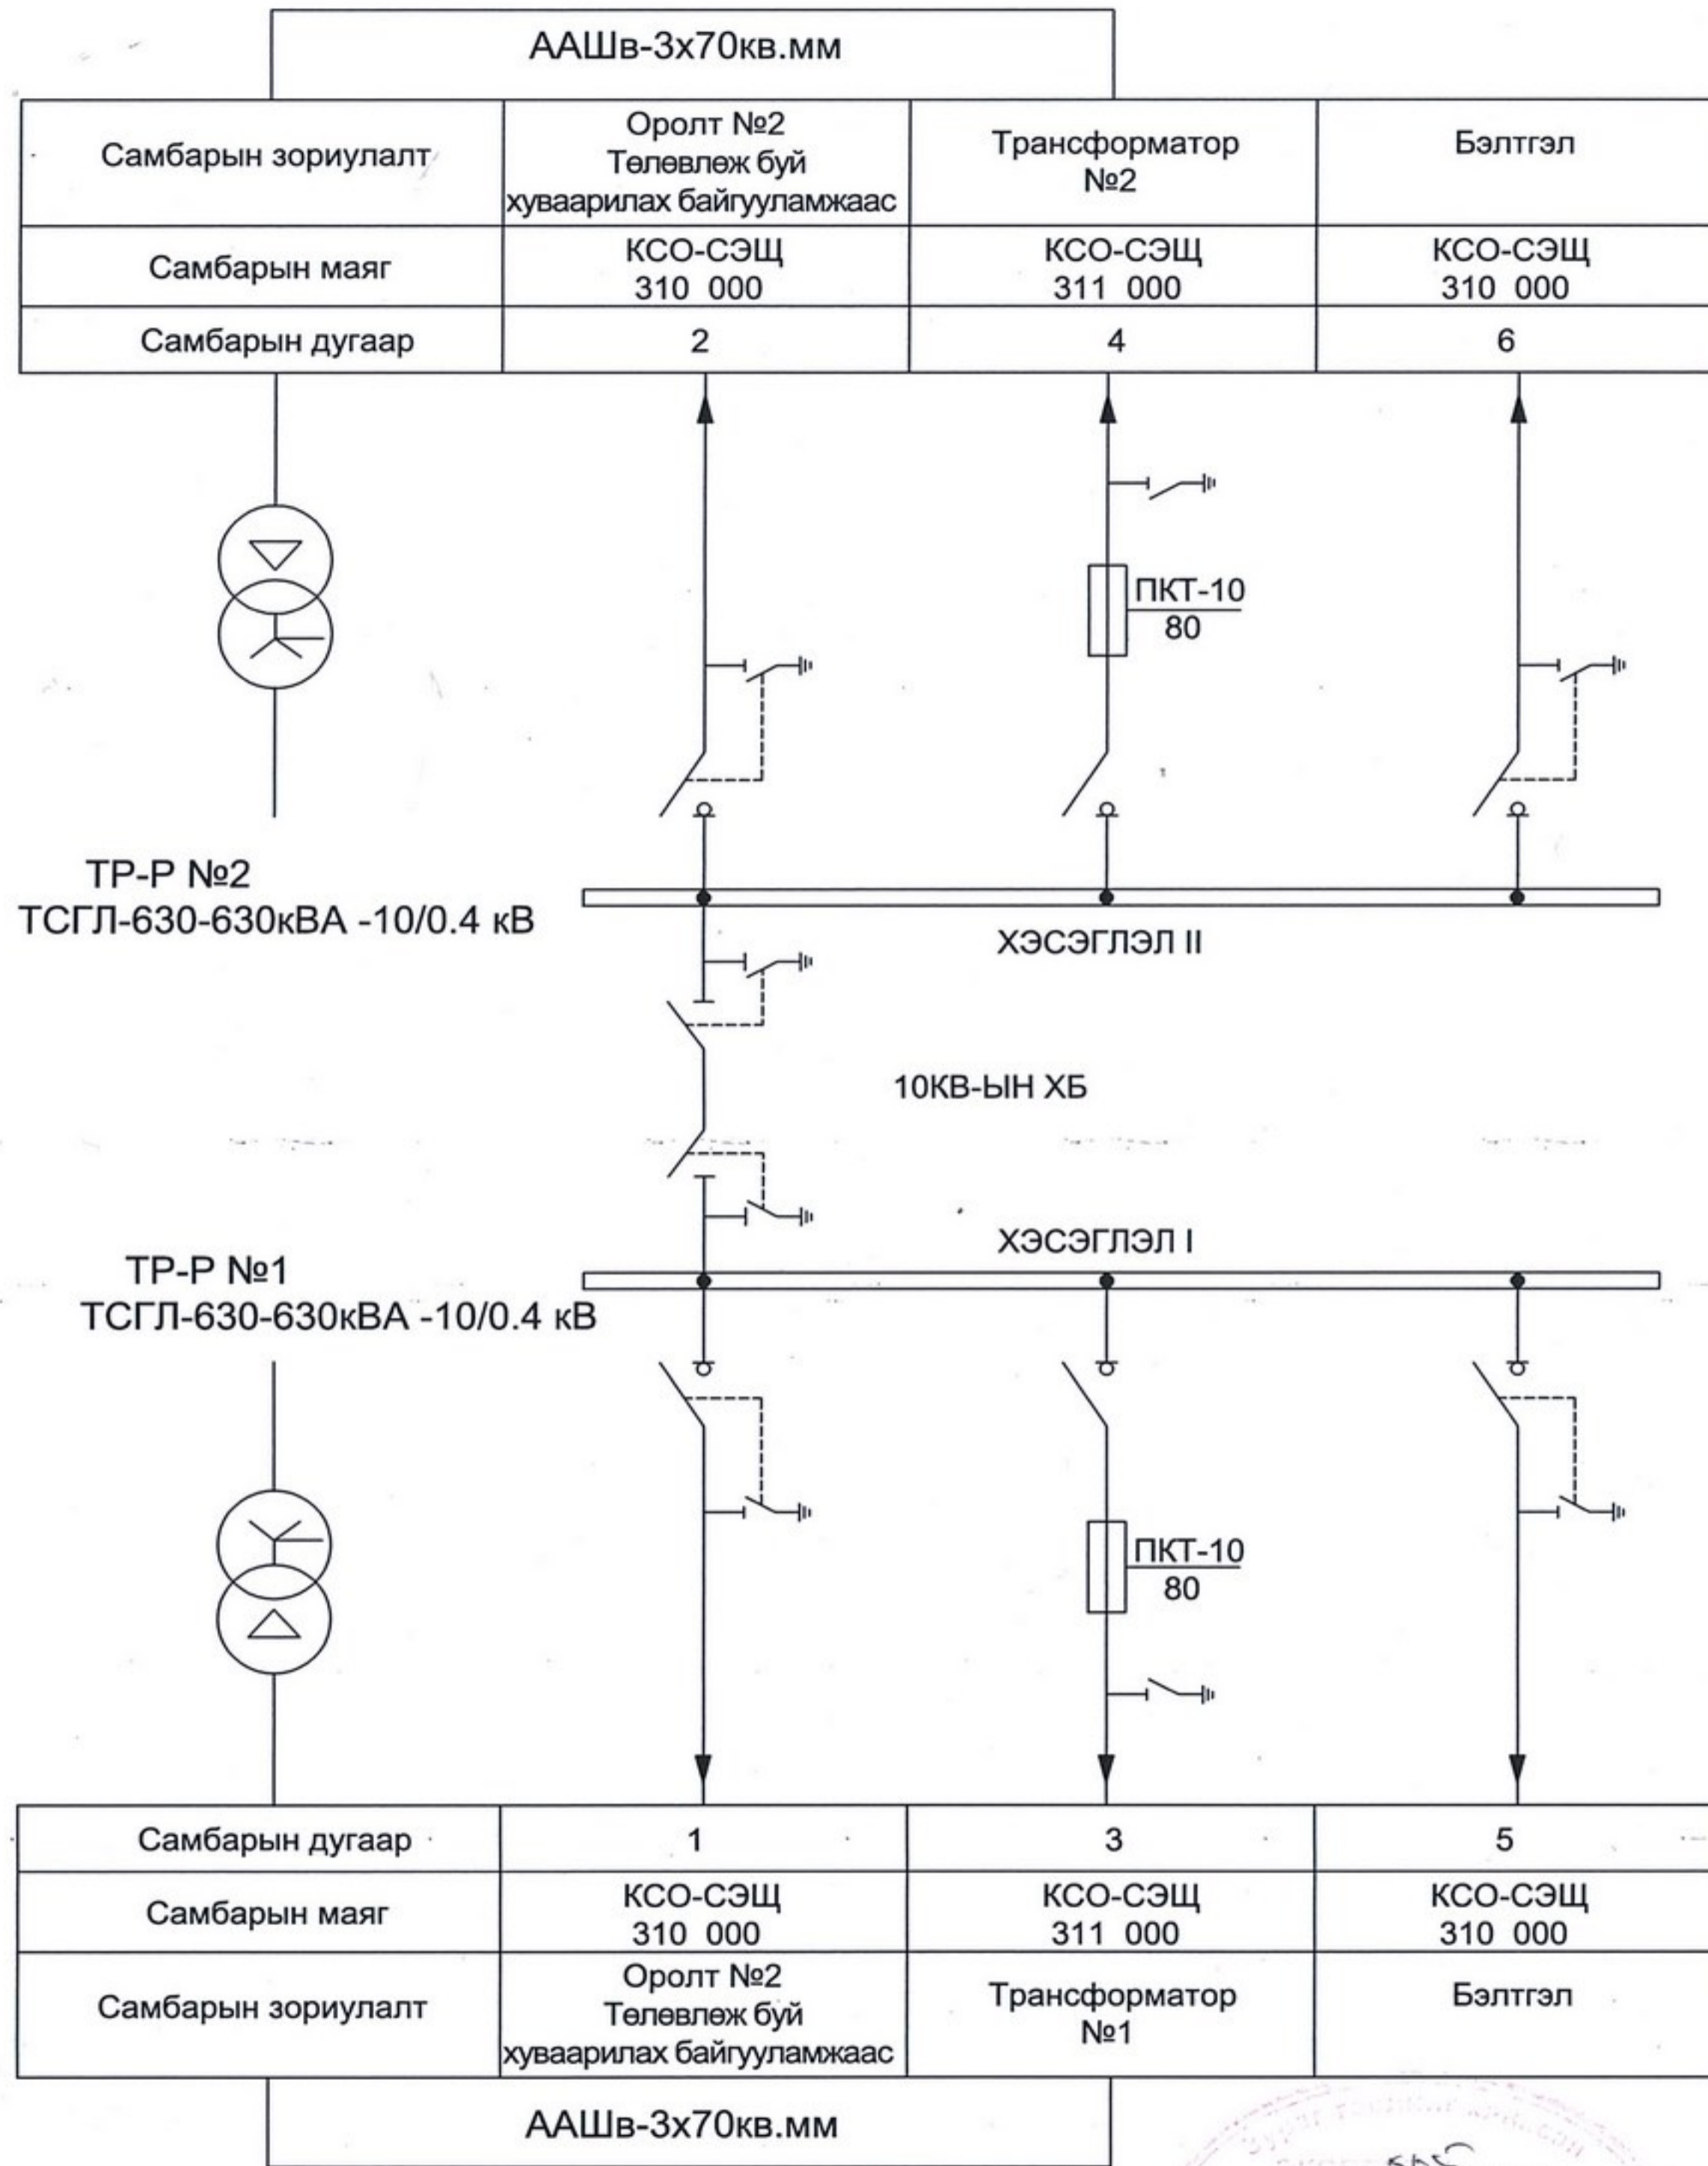 ААШв-3х70кв.мм
Самбарын зориулалт
Оролт №2
Төлөвлөж буй
хуваарилах байгууламжаас
Трансформатор
№2
Бэлтгэл
Самбарын маяг
КСО-СЭЩ
310 000
КСО-СЭЩ
311 000
КСО-СЭЩ
310 000
Самбарын дугаар
2
4
6
ПКТ-10
80
ТР-Р №2
ТСГЛ-630-630кВА -10/0.4 кВ
ХЭСЭГЛЭЛ II
10КВ-ЫН ХБ
ХЭСЭГЛЭЛ I
ТР-Р №1
ТСГЛ-630-630кВА -10/0.4 кВ
ПКТ-10
80
Самбарын дугаар
1
3
5
Самбарын маяг
КСО-СЭЩ
310 000
КСО-СЭЩ
311 000
КСО-СЭЩ
310 000
Самбарын зориулалт
Оролт №2
Төлөвлөж буй
хуваарилах байгууламжаас
Трансформатор
№1
Бэлтгэл
ААШв-3х70кв.мм